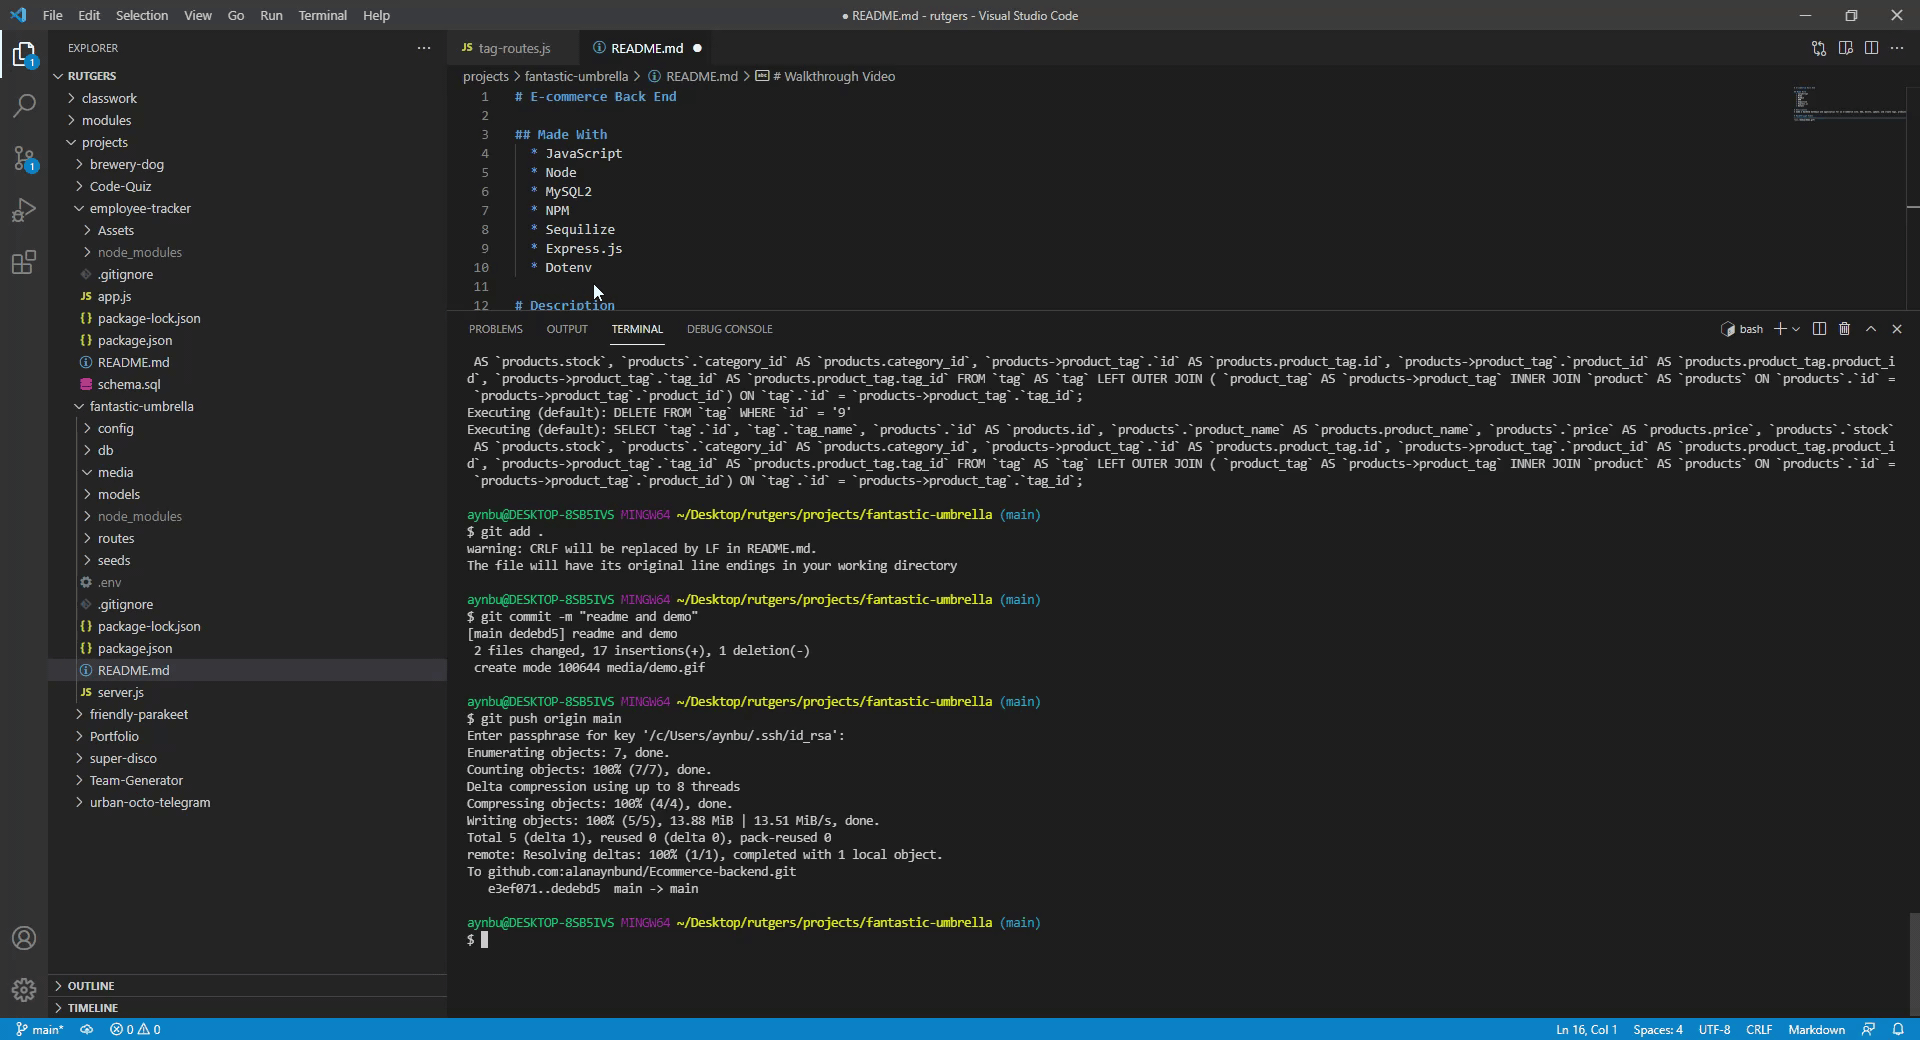 File Edit Selection View Go Run Terminal Help
● README.md - rutgers - Visual Studio Code
EXPLORER
RUTGERS
classwork
modules
projects
brewery-dog
Code-Quiz
employee-tracker
Assets
node_modules
.gitignore
JS app.js
{} package-lock.json
{} package.json
README.md
schema.sql
fantastic-umbrella
config
db
media
models
node_modules
routes
seeds
.env
.gitignore
{} package-lock.json
{} package.json
README.md
JS server.js
friendly-parakeet
Portfolio
super-disco
Team-Generator
urban-octo-telegram
OUTLINE
TIMELINE
1
1
JS tag-routes.js
README.md ●
projects > fantastic-umbrella > README.md > abc # Walkthrough Video
1 # E-commerce Back End
2
3 ## Made With
4 * JavaScript
5 * Node
6 * MySQL2
7 * NPM
8 * Sequilize
9 * Express.js
10 * Dotenv
11
12 # Description
PROBLEMS OUTPUT TERMINAL DEBUG CONSOLE
bash
AS `products.stock`, `products`.`category_id` AS `products.category_id`, `products->product_tag`.`id` AS `products.product_tag.id`, `products->product_tag`.`product_id` AS `products.product_tag.product_i
d`, `products->product_tag`.`tag_id` AS `products.product_tag.tag_id` FROM `tag` AS `tag` LEFT OUTER JOIN ( `product_tag` AS `products->product_tag` INNER JOIN `product` AS `products` ON `products`.`id` =
`products->product_tag`.`product_id`) ON `tag`.`id` = `products->product_tag`.`tag_id`;
Executing (default): DELETE FROM `tag` WHERE `id` = '9'
Executing (default): SELECT `tag`.`id`, `tag`.`tag_name`, `products`.`id` AS `products.id`, `products`.`product_name` AS `products.product_name`, `products`.`price` AS `products.price`, `products`.`stock`
AS `products.stock`, `products`.`category_id` AS `products.category_id`, `products->product_tag`.`id` AS `products.product_tag.id`, `products->product_tag`.`product_id` AS `products.product_tag.product_i
d`, `products->product_tag`.`tag_id` AS `products.product_tag.tag_id` FROM `tag` AS `tag` LEFT OUTER JOIN ( `product_tag` AS `products->product_tag` INNER JOIN `product` AS `products` ON `products`.`id` =
`products->product_tag`.`product_id`) ON `tag`.`id` = `products->product_tag`.`tag_id`;
aynbu@DESKTOP-8SB5IVS MINGW64 ~/Desktop/rutgers/projects/fantastic-umbrella (main)
$ git add .
warning: CRLF will be replaced by LF in README.md.
The file will have its original line endings in your working directory
aynbu@DESKTOP-8SB5IVS MINGW64 ~/Desktop/rutgers/projects/fantastic-umbrella (main)
$ git commit -m "readme and demo"
[main dedebd5] readme and demo
2 files changed, 17 insertions(+), 1 deletion(-)
create mode 100644 media/demo.gif
aynbu@DESKTOP-8SB5IVS MINGW64 ~/Desktop/rutgers/projects/fantastic-umbrella (main)
$ git push origin main
Enter passphrase for key '/c/Users/aynbu/.ssh/id_rsa':
Enumerating objects: 7, done.
Counting objects: 100% (7/7), done.
Delta compression using up to 8 threads
Compressing objects: 100% (4/4), done.
Writing objects: 100% (5/5), 13.88 MiB | 13.51 MiB/s, done.
Total 5 (delta 1), reused 0 (delta 0), pack-reused 0
remote: Resolving deltas: 100% (1/1), completed with 1 local object.
To github.com:alanaynbund/Ecommerce-backend.git
e3ef071..dedebd5 main -> main
aynbu@DESKTOP-8SB5IVS MINGW64 ~/Desktop/rutgers/projects/fantastic-umbrella (main)
$
main* 0 0
Ln 16, Col 1 Spaces: 4 UTF-8 CRLF Markdown